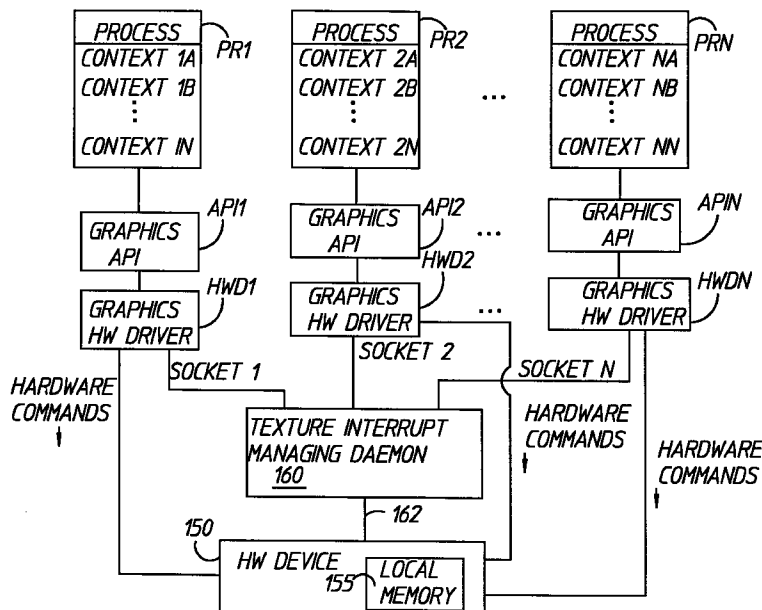 PROCESS
CONTEXT 1A
CONTEXT 1B
⋮
CONTEXT IN
PR1
PROCESS
CONTEXT 2A
CONTEXT 2B
⋮
CONTEXT 2N
PR2
...
PROCESS
CONTEXT NA
CONTEXT NB
⋮
CONTEXT NN
PRN
GRAPHICS
API
API1
GRAPHICS
API
API2
...
GRAPHICS
API
APIN
GRAPHICS
HW DRIVER
HWD1
GRAPHICS
HW DRIVER
HWD2
...
GRAPHICS
HW DRIVER
HWDN
SOCKET 1
SOCKET 2
SOCKET N
HARDWARE
COMMANDS
TEXTURE INTERRUPT
MANAGING DAEMON
160
HARDWARE
COMMANDS
HARDWARE
COMMANDS
162
150
HW DEVICE
155
LOCAL
MEMORY